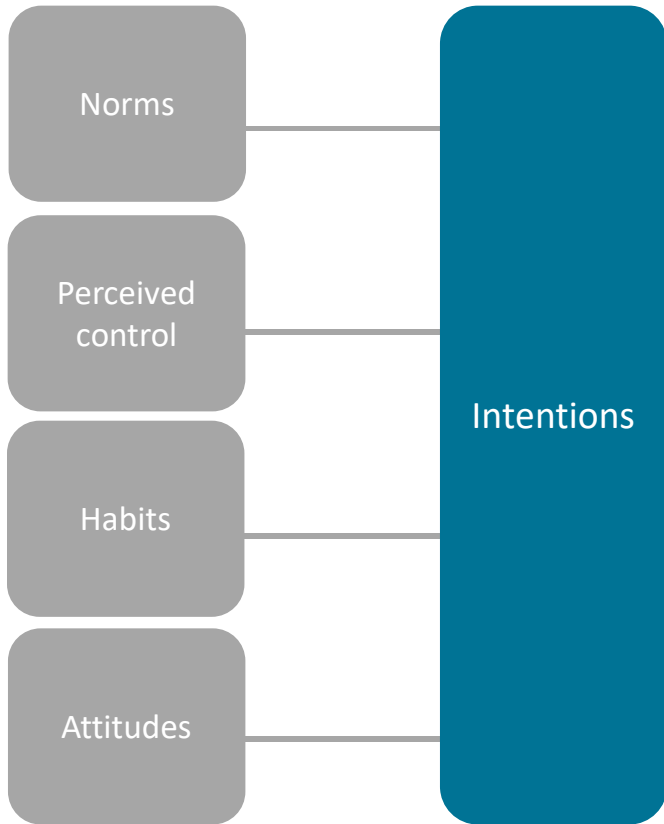 Norms
Perceived
control
Intentions
Habits
Attitudes